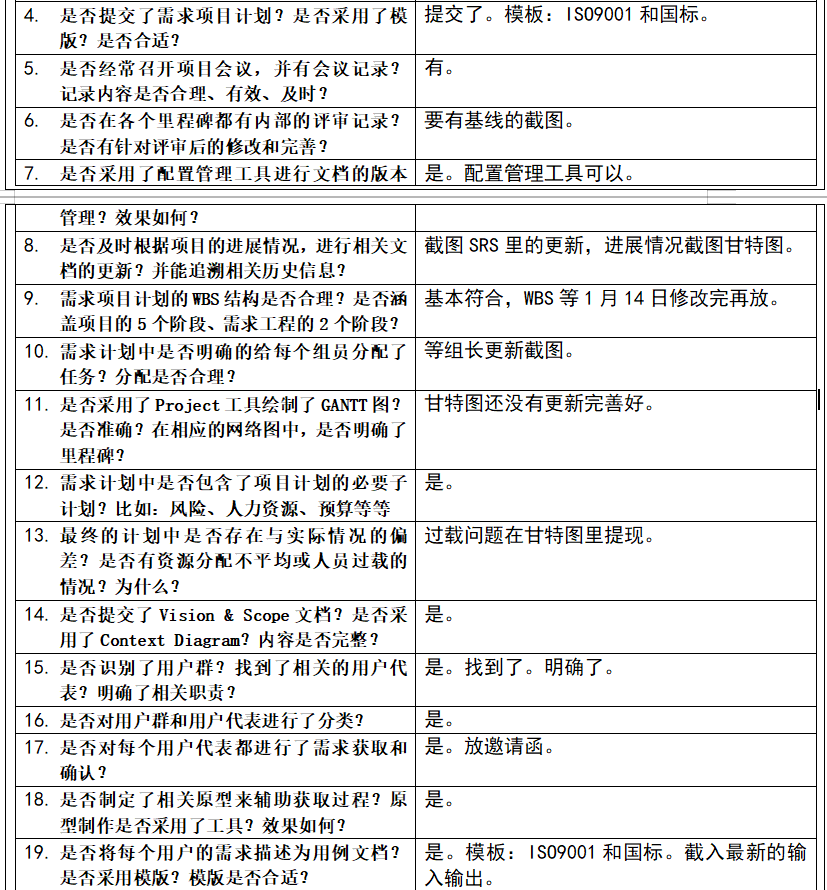 4. 是否提交了需求项目计划？是否采用了模版？是否合适？
提交了。模板：ISO9001 和国标。
5. 是否经常召开项目会议，并有会议记录？记录内容是否合理、有效、及时？
有。
6. 是否在各个里程碑都有内部的评审记录？是否有针对评审后的修改和完善？
要有基线的截图。
7. 是否采用了配置管理工具进行文档的版本
是。配置管理工具可以。
管理？效果如何？
8. 是否及时根据项目的进展情况，进行相关文档的更新？并能追溯相关历史信息？
截图 SRS 里的更新，进展情况截图甘特图。
9. 需求项目计划的 WBS 结构是否合理？是否涵盖项目的 5 个阶段、需求工程的 2 个阶段？
基本符合，WBS 等 1 月 14 日修改完再放。
10. 需求计划中是否明确的给每个组员分配了任务？分配是否合理？
等组长更新截图。
11. 是否采用了 Project 工具绘制了 GANTT 图？是否准确？在相应的网络图中，是否明确了里程碑？
甘特图还没有更新完善好。
12. 需求计划中是否包含了项目计划的必要子计划？比如：风险、人力资源、预算等等
是。
13. 最终的计划中是否存在与实际情况的偏差？是否有资源分配不平均或人员过载的情况？为什么？
过载问题在甘特图里提现。
14. 是否提交了 Vision & Scope 文档？是否采用了 Context Diagram？内容是否完整？
是。
15. 是否识别了用户群？找到了相关的用户代表？明确了相关职责？
是。找到了。明确了。
16. 是否对用户群和用户代表进行了分类？
是。
17. 是否对每个用户代表都进行了需求获取和确认？
是。放邀请函。
18. 是否制定了相关原型来辅助获取过程？原型制作是否采用了工具？效果如何？
是。
19. 是否将每个用户的需求描述为用例文档？是否采用模版？模版是否合适？
是。模板：ISO9001 和国标。截入最新的输入输出。